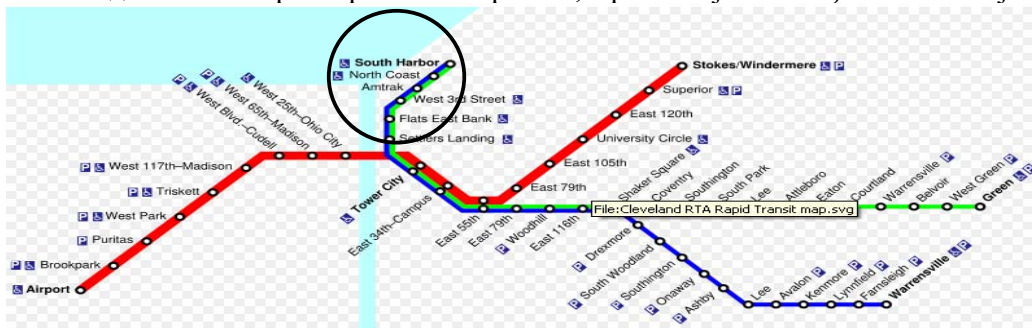 South Harbor
North Coast
Amtrak
West 3rd Street
Flats East Bank
Settlers Landing
West 25th–Ohio City
West 65th–Madison
West Blvd.–Cudell
West 117th–Madison
Triskett
West Park
Puritas
Brookpark
Airport
Tower City
East 34th–Campus
East 55th
East 79th
Woodhill
East 116th
Stokes/Windermere
Superior
East 120th
University Circle
East 105th
East 79th
Shaker Square
Coventry
Southington
South Park
Lee
Attleboro
Eaton
Courtland
Warrensville
Belvoir
West Green
Green
File:Cleveland RTA Rapid Transit map.svg
Drexmore
South Woodland
Southington
Onaway
Ashby
Lee
Avalon
Kenmore
Lynnfield
Farnsleigh
Warrensville